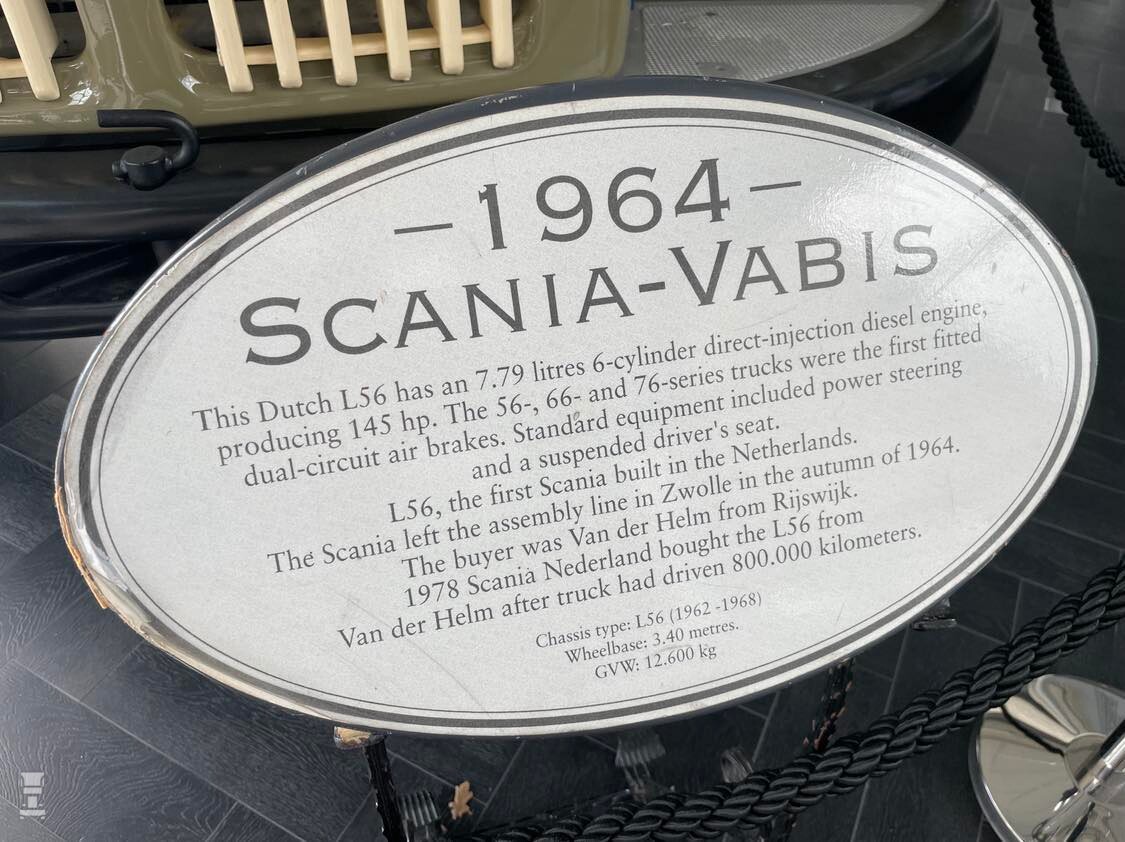 -1964-
SCANIA-VABIS
This Dutch L56 has an 7.79 litres 6-cylinder direct-injection diesel engine,
producing 145 hp. The 56-, 66- and 76-series trucks were the first fitted
dual-circuit air brakes. Standard equipment included power steering
and a suspended driver's seat.
L56, the first Scania built in the Netherlands.
The Scania left the assembly line in Zwolle in the autumn of 1964.
The buyer was Van der Helm from Rijswijk.
1978 Scania Nederland bought the L56 from
Van der Helm after truck had driven 800.000 kilometers.
Chassis type: L56 (1962 -1968)
Wheelbase: 3.40 metres.
GVW: 12.600 kg